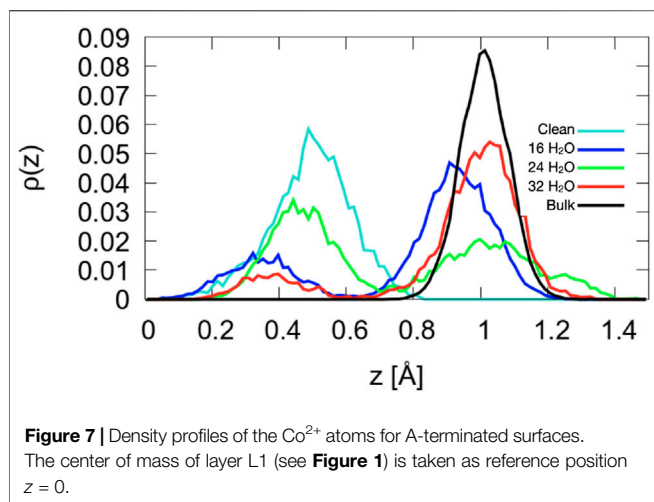 0.09
0.08
0.07
0.06
0.05
0.04
0.03
0.02
0.01
0
ρ(z)
Clean
16 H₂O
24 H₂O
32 H₂O
Bulk
0 0.2 0.4 0.6 0.8 1 1.2 1.4
z [Å]
Figure 7 | Density profiles of the Co²⁺ atoms for A-terminated surfaces.
The center of mass of layer L1 (see Figure 1) is taken as reference position
z = 0.